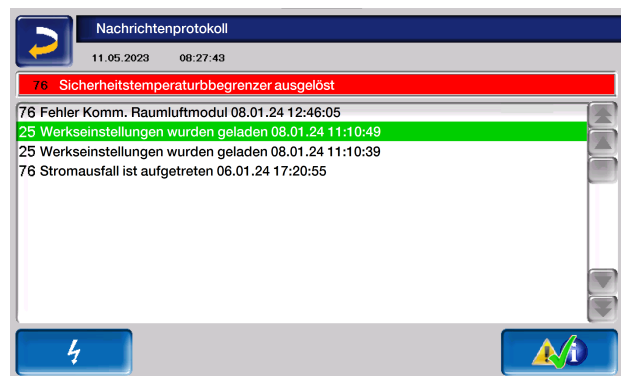 Nachrichtenprotokoll
11.05.2023 08:27:43
76 Sicherheitstemperaturbbegrenzer ausgelöst
76 Fehler Komm. Raumluftmodul 08.01.24 12:46:05
25 Werkseinstellungen wurden geladen 08.01.24 11:10:49
25 Werkseinstellungen wurden geladen 08.01.24 11:10:39
76 Stromausfall ist aufgetreten 06.01.24 17:20:55